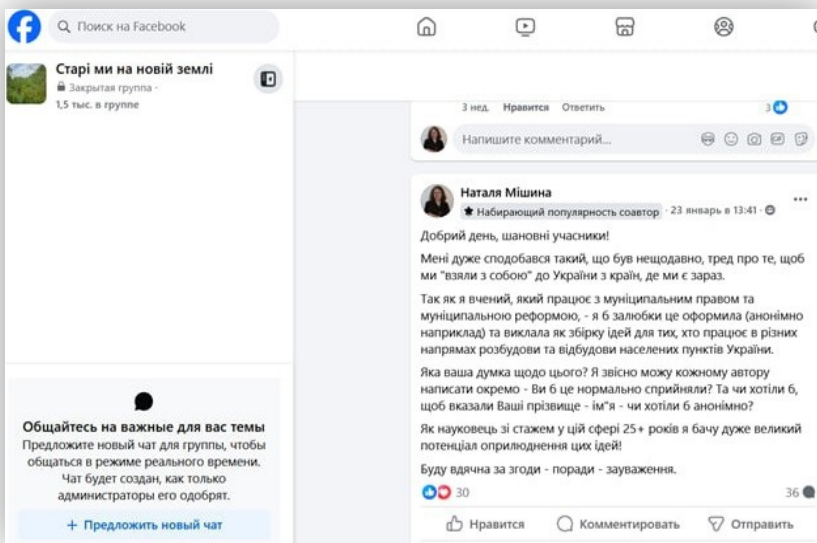 Поиск на Facebook
Старі ми на новій землі
Закрытая группа ·
1,5 тыс. в группе
Общайтесь на важные для вас темы
Предложите новый чат для группы, чтобы
общаться в режиме реального времени.
Чат будет создан, как только
администраторы его одобрят.
+ Предложить новый чат
3 нед. Нравится Ответить 3
Напишите комментарий...
Наталя Мішина
Набирающий популярность соавтор · 23 январь в 13:41 ·
Добрий день, шановні учасники!
Мені дуже сподобався такий, що був нещодавно, тред про те, щоб
ми "взяли з собою" до України з країн, де ми є зараз.
Так як я вчений, який працює з муніципальним правом та
муніципальною реформою, - я б залюбки це оформила (анонімно
наприклад) та виклала як збірку ідей для тих, хто працює в різних
напрямах розбудови та відбудови населених пунктів України.
Яка ваша думка щодо цього? Я звісно можу кожному автору
написати окремо - Ви б це нормально сприйняли? Та чи хотіли б,
щоб вказали Ваші прізвище - ім"я - чи хотіли б анонімно?
Як науковець зі стажем у цій сфері 25+ років я бачу дуже великий
потенціал оприлюднення цих ідей!
Буду вдячна за згоди - поради - зауваження.
30 36
Нравится Комментировать Отправить